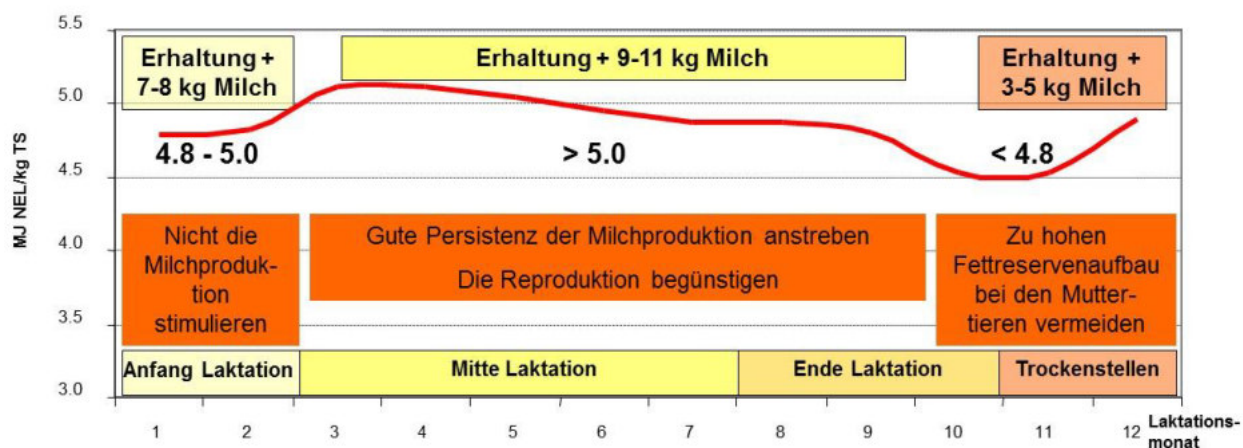 5.5
5.0
4.5
4.0
3.5
3.0
MJ NEL/kg TS
Erhaltung +
7-8 kg Milch
Erhaltung + 9-11 kg Milch
Erhaltung +
3-5 kg Milch
4.8 - 5.0
> 5.0
< 4.8
Nicht die
Milchproduk-
tion
stimulieren
Gute Persistenz der Milchproduktion anstreben
Die Reproduktion begünstigen
Zu hohen
Fettreservenaufbau
bei den Mutter-
tieren vermeiden
Anfang Laktation
Mitte Laktation
Ende Laktation
Trockenstellen
1 2 3 4 5 6 7 8 9 10 11 12
Laktations-
monat